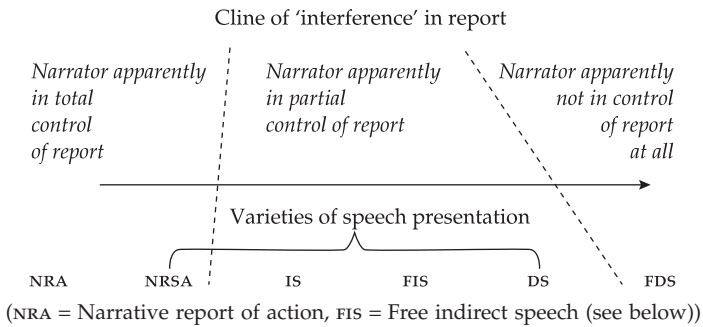 Cline of ‘interference’ in report
Narrator apparently
in total
control
of report
Narrator apparently
in partial
control of report
Narrator apparently
not in control
of report
at all
Varieties of speech presentation
NRA NRSA IS FIS DS FDS
(NRA = Narrative report of action, FIS = Free indirect speech (see below))